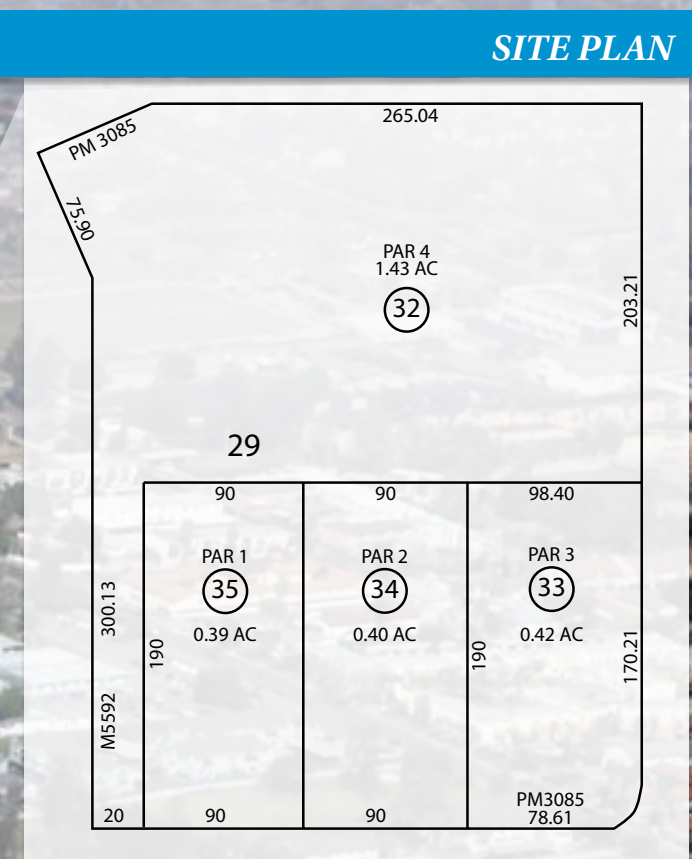 SITE PLAN
265.04
PM 3085
75.90
PAR 4
1.43 AC
32
203.21
29
90
90
98.40
PAR 1
35
0.39 AC
PAR 2
34
0.40 AC
PAR 3
33
0.42 AC
300.13
190
190
170.21
M5592
20
90
90
PM3085
78.61